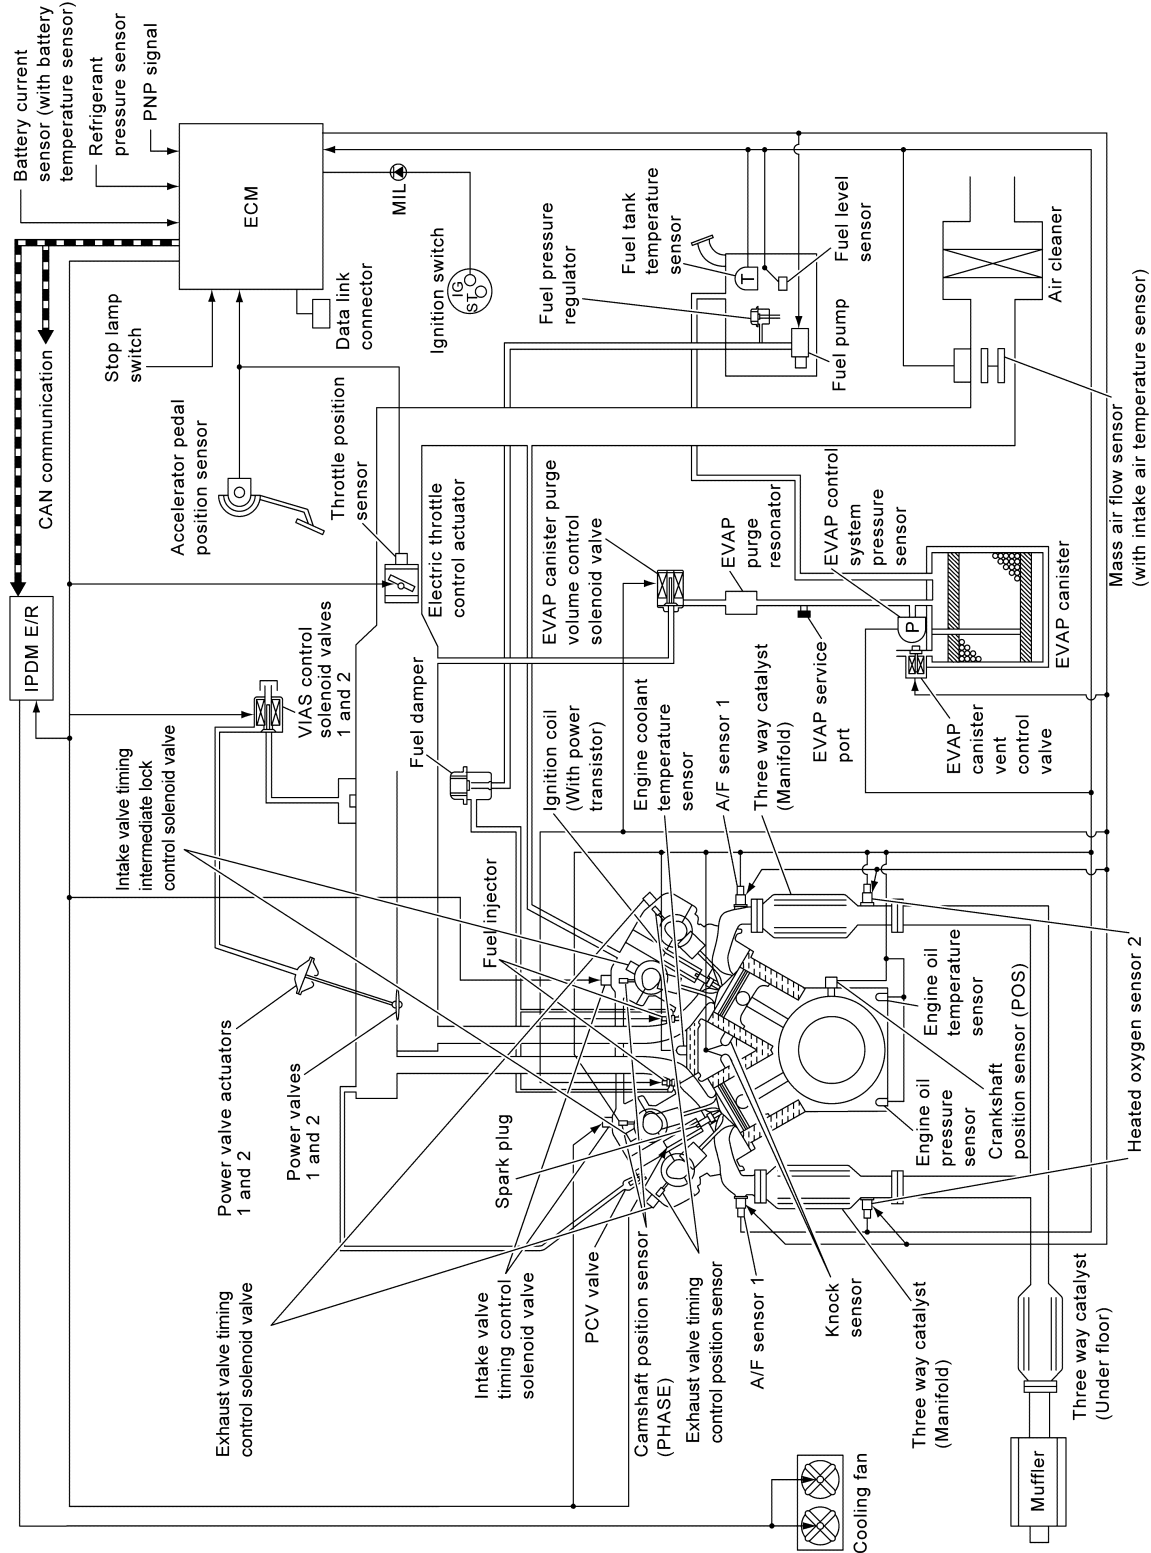 Battery current
sensor (with battery
temperature sensor)
Refrigerant
pressure sensor
PNP signal
ECM
MIL
CAN communication
Stop lamp
switch
Data link
connector
Ignition switch
IG
ST
Accelerator pedal
position sensor
Throttle position
sensor
Electric throttle
control actuator
IPDM E/R
VIAS control
solenoid valves
1 and 2
Fuel pressure
regulator
Fuel tank
temperature
sensor
T
Fuel level
sensor
Fuel pump
Air cleaner
Mass air flow sensor
(with intake air temperature sensor)
EVAP canister purge
volume control
solenoid valve
EVAP
purge
resonator
EVAP control
system
pressure
sensor
P
EVAP canister
EVAP service
port
EVAP
canister
vent
control
valve
Fuel damper
Intake valve timing
intermediate lock
control solenoid valve
Fuel injector
Ignition coil
(With power
transistor)
Engine coolant
temperature
sensor
A/F sensor 1
Three way catalyst
(Manifold)
Power valve actuators
1 and 2
Power valves
1 and 2
Spark plug
Engine oil
temperature
sensor
Crankshaft
position sensor (POS)
Engine oil
pressure
sensor
Heated oxygen sensor 2
Exhaust valve timing
control solenoid valve
Intake valve
timing control
solenoid valve
PCV valve
Camshaft position sensor
(PHASE)
Exhaust valve timing
control position sensor
A/F sensor 1
Knock
sensor
Three way catalyst
(Manifold)
Three way catalyst
(Under floor)
Muffler
Cooling fan